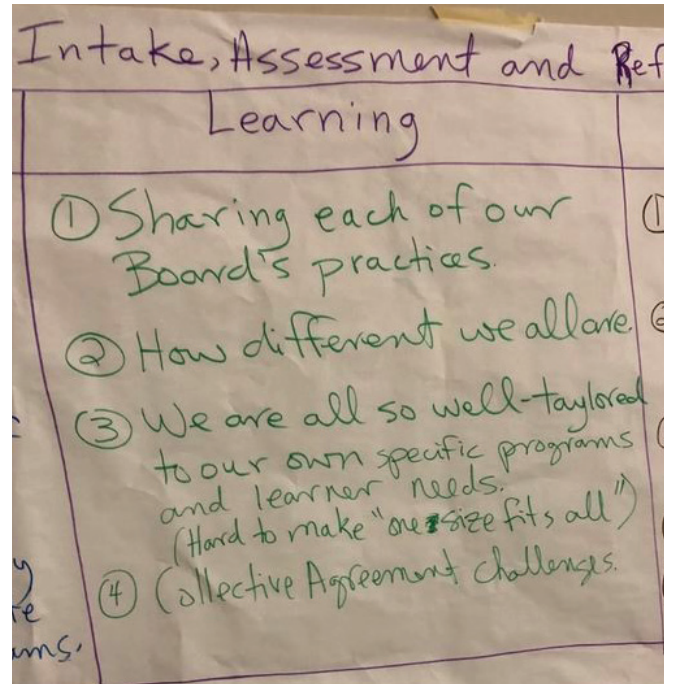 Intake, Assessment and Ref
Learning
① Sharing each of our
Board's practices.
② How different we all are.
③ We are all so well-taylored
to our own specific programs
and learner needs.
(Hard to make "one size fits all")
④ Collective Agreement challenges.
ams.